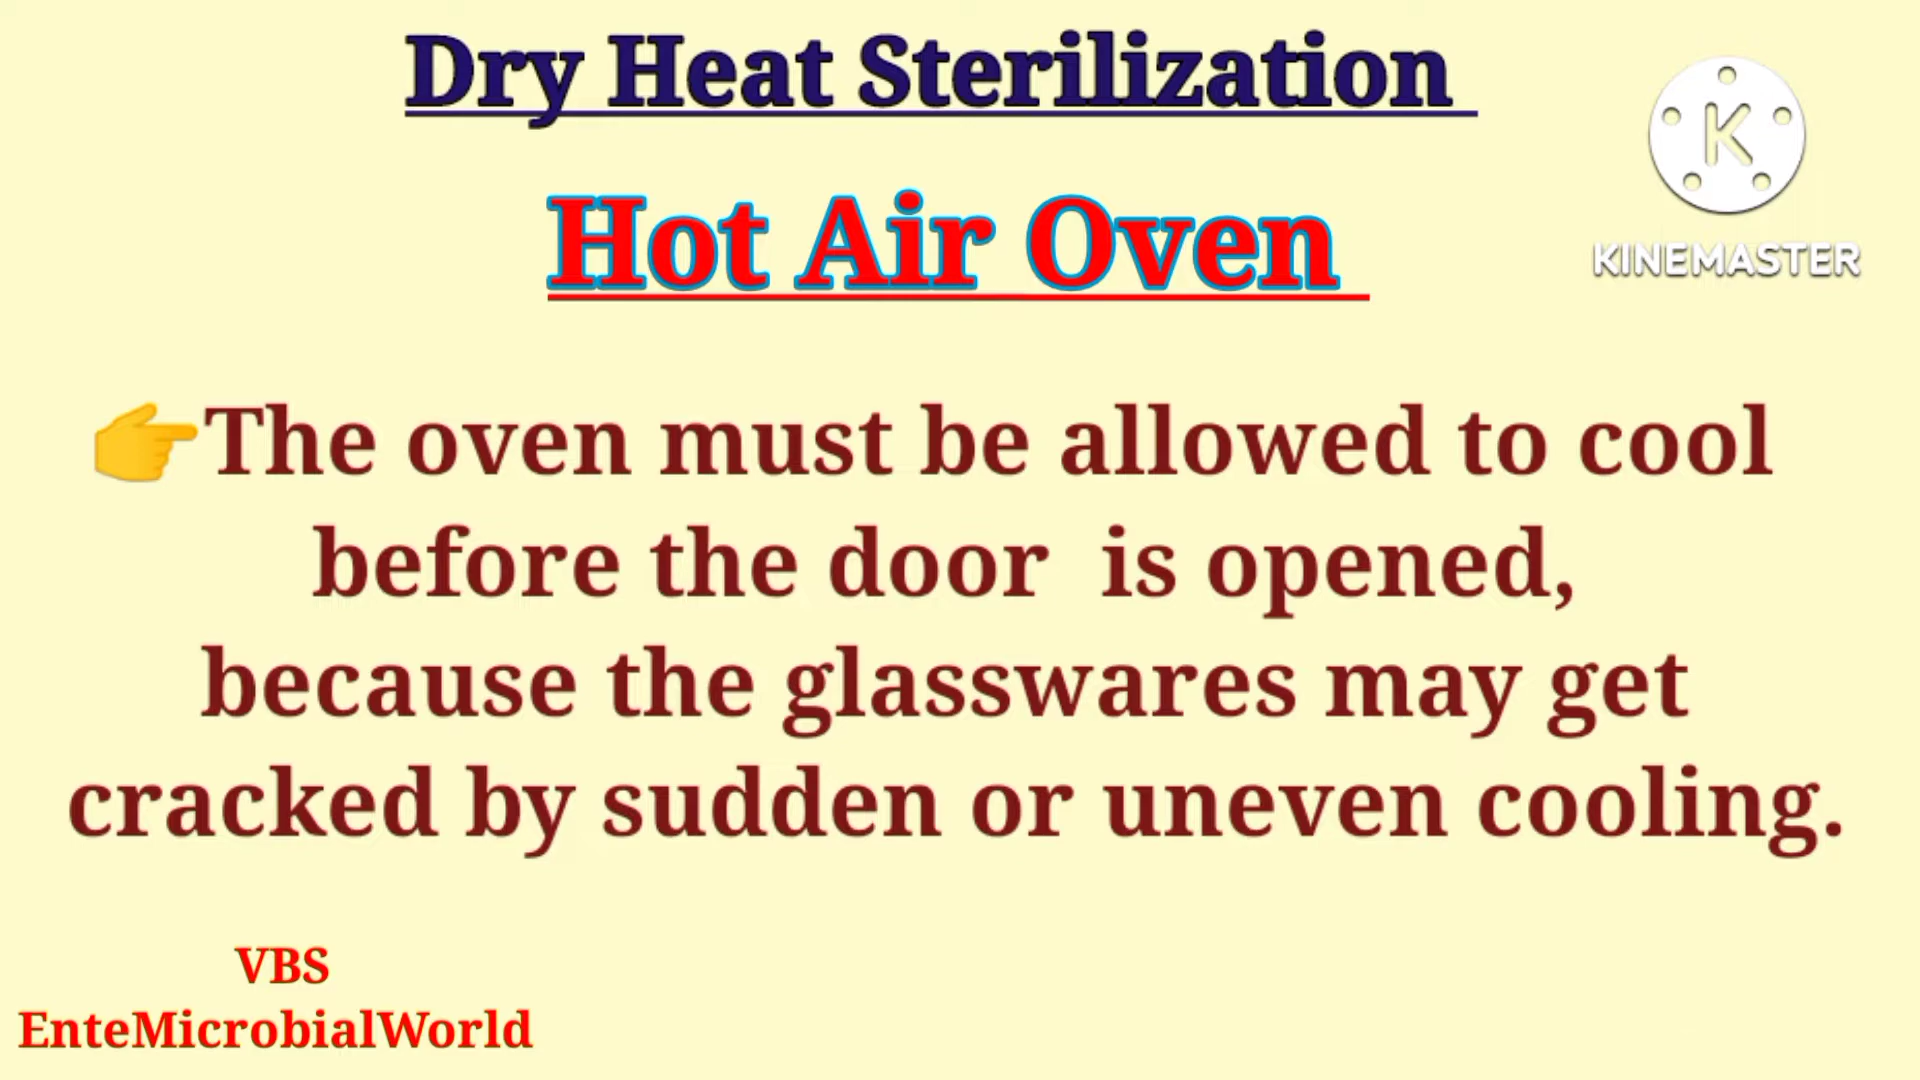 Dry Heat Sterilization
K
KINEMASTER
Hot Air Oven
👉The oven must be allowed to cool
before the door is opened,
because the glasswares may get
cracked by sudden or uneven cooling.
VBS
EnteMicrobialWorld